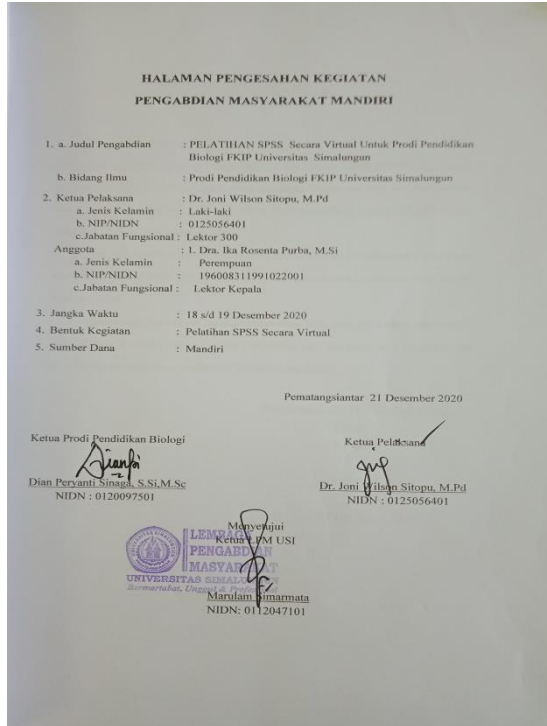 HALAMAN PENGESAHAN KEGIATAN
PENGABDIAN MASYARAKAT MANDIRI
1. a. Judul Pengabdian : PELATIHAN SPSS Secara Virtual Untuk Prodi Pendidikan
Biologi FKIP Universitas Simalungun
b. Bidang Ilmu : Prodi Pendidikan Biologi FKIP Universitas Simalungun
2. Ketua Pelaksana : Dr. Joni Wilson Sitopu, M.Pd
a. Jenis Kelamin : Laki-laki
b. NIP/NIDN : 0125056401
c.Jabatan Fungsional : Lektor 300
Anggota : 1. Dra. Ika Rosenta Purba, M.Si
a. Jenis Kelamin : Perempuan
b. NIP/NIDN : 196008311991022001
c.Jabatan Fungsional : Lektor Kepala
3. Jangka Waktu : 18 s/d 19 Desember 2020
4. Bentuk Kegiatan : Pelatihan SPSS Secara Virtual
5. Sumber Dana : Mandiri
Pematangsiantar 21 Desember 2020
Ketua Prodi Pendidikan Biologi
Dian Peryanti Sinaga, S.Si,M.Sc
NIDN : 0120097501
Ketua Pelaksana
Dr. Joni Wilson Sitopu, M.Pd
NIDN : 0125056401
Menyetujui
Ketua LPM USI
LEMBAGA
PENGABDIAN
MASYARAKAT
UNIVERSITAS SIMALUNGUN
Bermartabat, Unggul &
Marulam Simarmata
NIDN: 0112047101